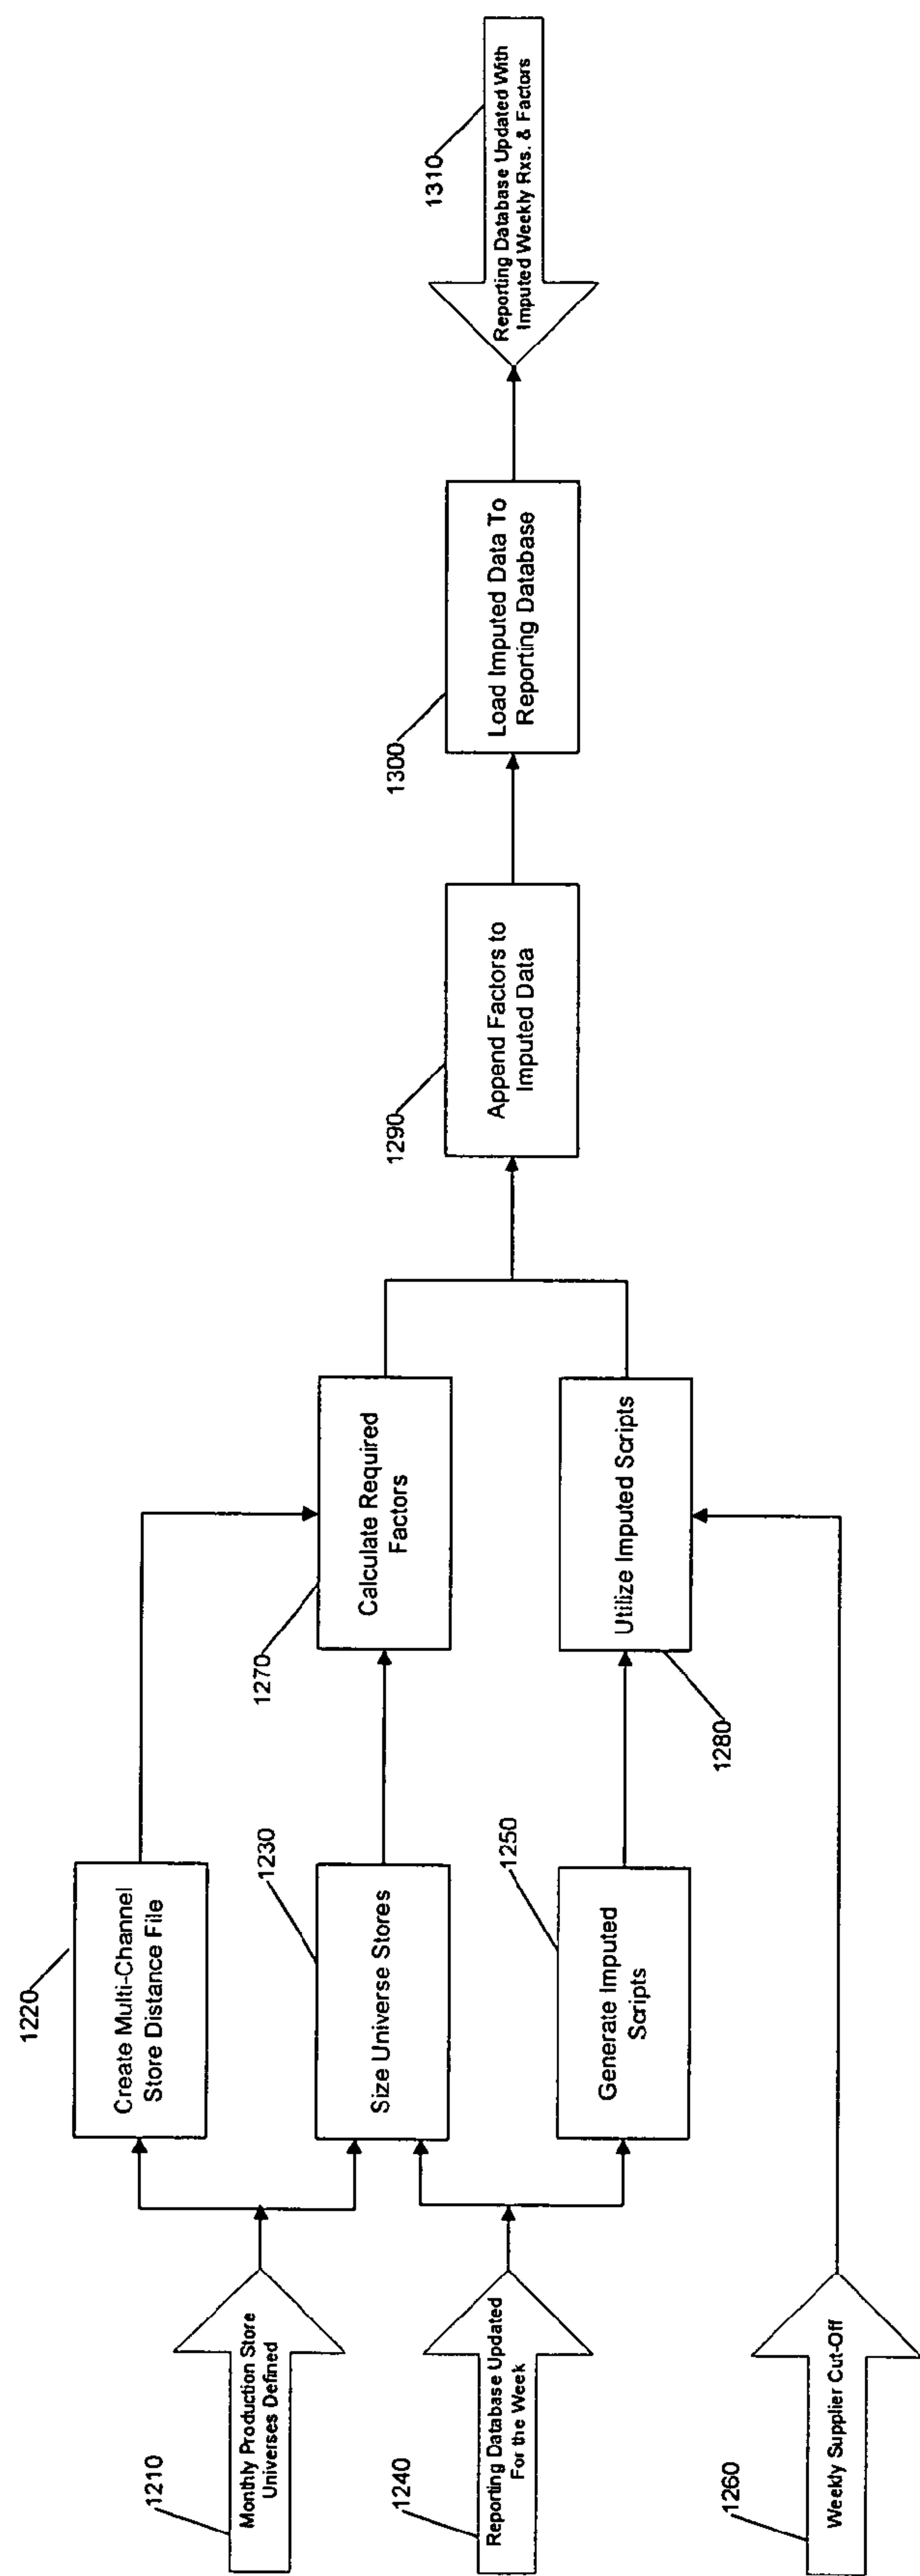 1210
Monthly Production Store
Universes Defined
1220
Create Multi-Channel
Store Distance File
1230
Size Universe Stores
1240
Reporting Database Updated
For the Week
1250
Generate Imputed
Scripts
1260
Weekly Supplier Cut-Off
1270
Calculate Required
Factors
1280
Utilize Imputed Scripts
1290
Append Factors to
Imputed Data
1300
Load Imputed Data To
Reporting Database
1310
Reporting Database Updated With
Imputed Weekly Rxs. & Factors